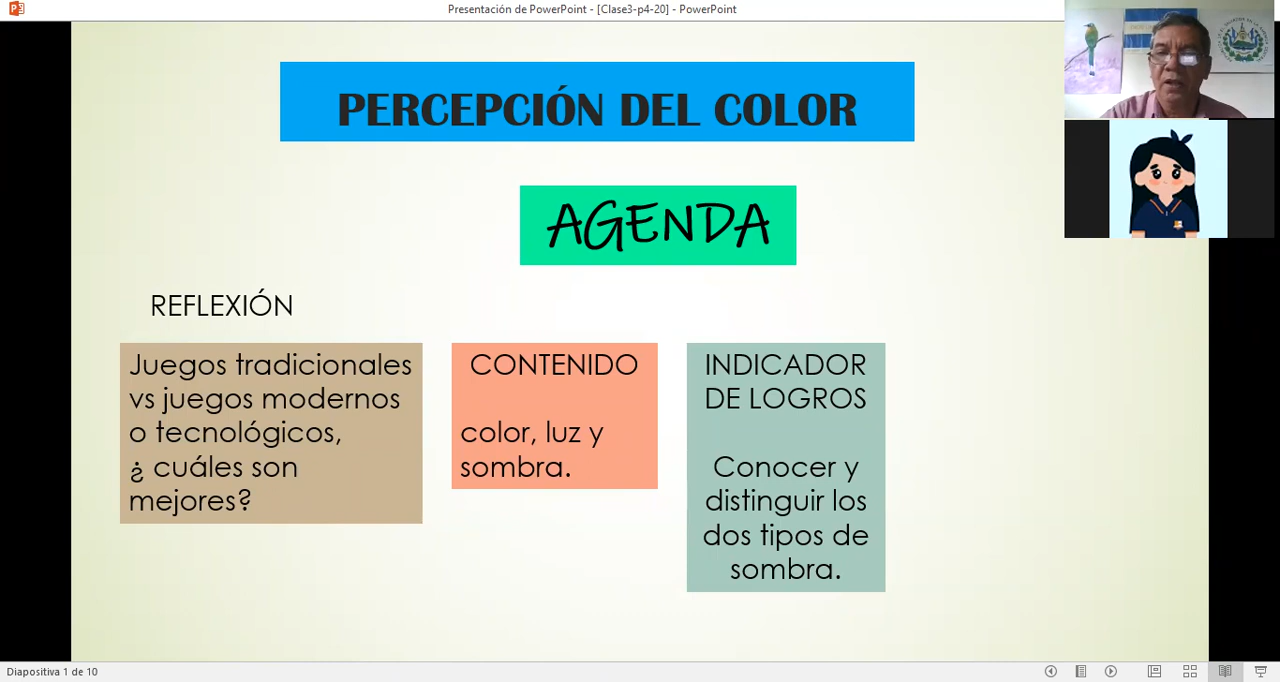 Presentación de PowerPoint - [Clase3-p4-20] - PowerPoint
PERCEPCIÓN DEL COLOR
AGENDA
REFLEXIÓN
Juegos tradicionales
vs juegos modernos
o tecnológicos,
¿ cuáles son
mejores?
CONTENIDO
color, luz y
sombra.
INDICADOR
DE LOGROS
Conocer y
distinguir los
dos tipos de
sombra.
Diapositiva 1 de 10